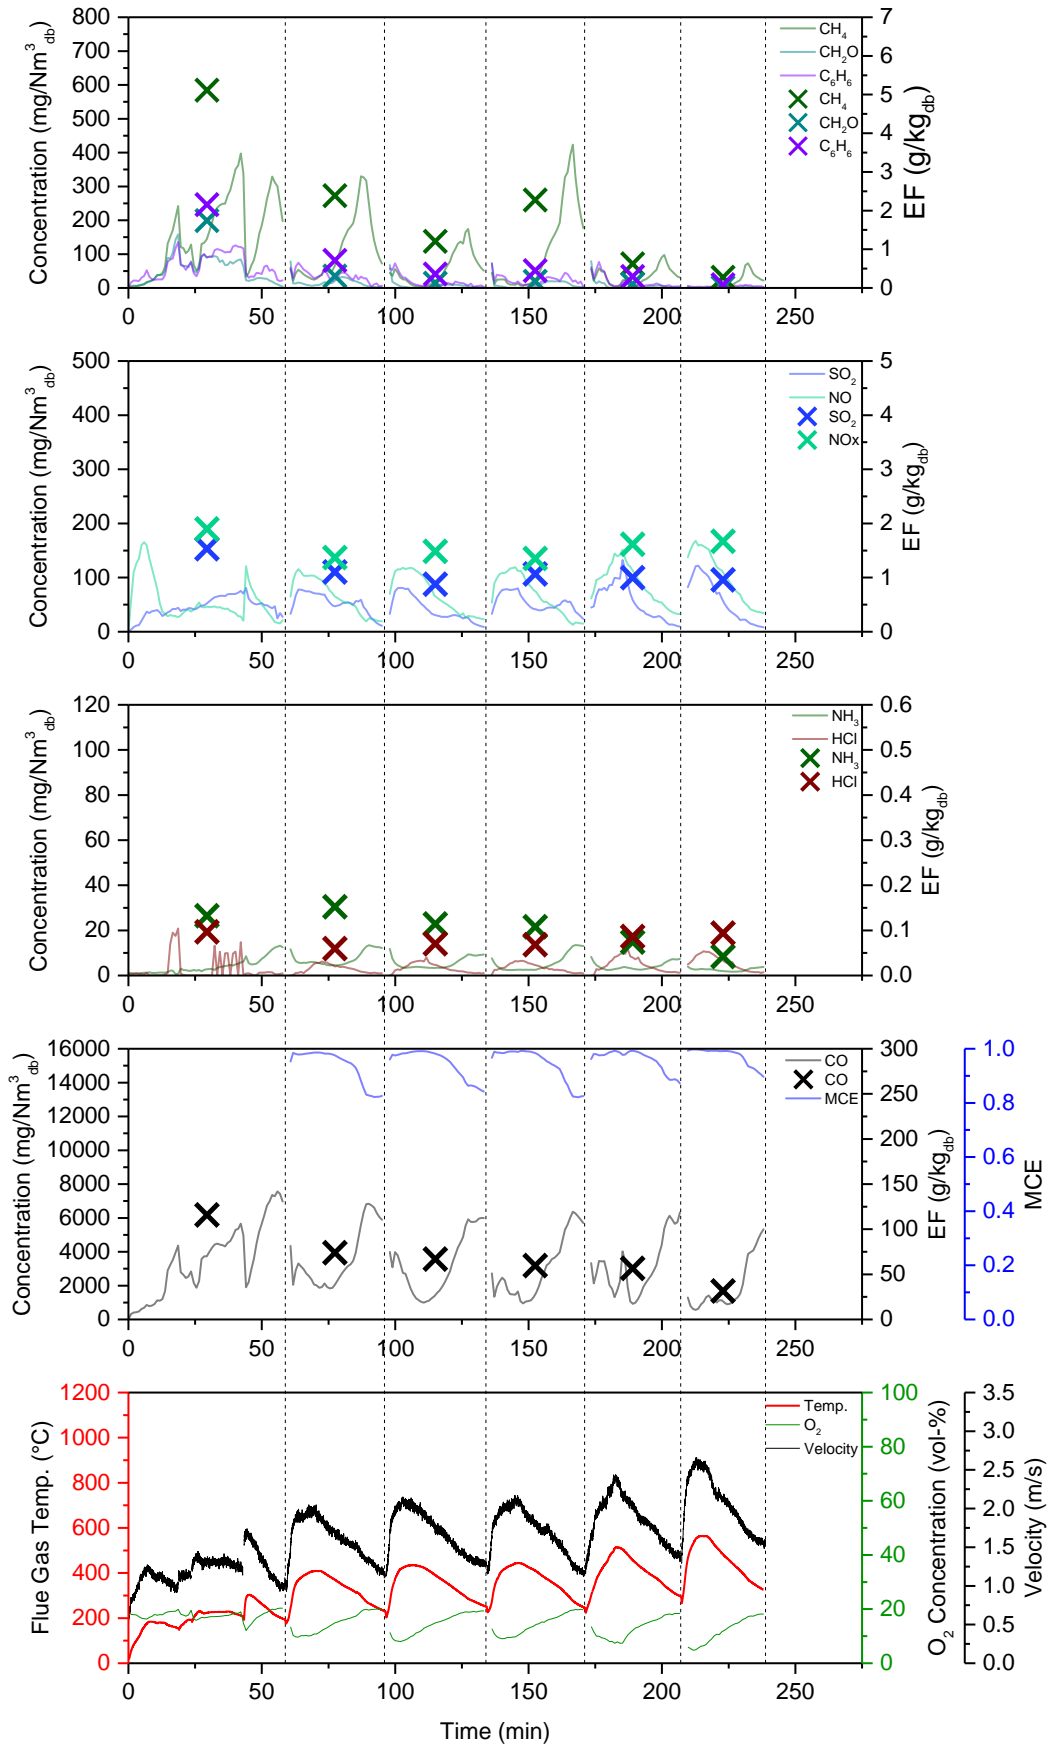 Concentration (mg/Nm³db)
800
700
600
500
400
300
200
100
0
0 50 100 150 200 250
7
6
5
4
3
2
1
0
EF (g/kgdb)
CH₄
CH₂O
C₆H₆
CH₄
CH₂O
C₆H₆
Concentration (mg/Nm³db)
500
400
300
200
100
0
0 50 100 150 200 250
5
4
3
2
1
0
EF (g/kgdb)
SO₂
NO
SO₂
NOx
Concentration (mg/Nm³db)
120
100
80
60
40
20
0
0 50 100 150 200 250
0.6
0.5
0.4
0.3
0.2
0.1
0.0
EF (g/kgdb)
NH₃
HCl
NH₃
HCl
Concentration (mg/Nm³db)
16000
14000
12000
10000
8000
6000
4000
2000
0
0 50 100 150 200 250
300
250
200
150
100
50
0
EF (g/kgdb)
1.0
0.8
0.6
0.4
0.2
0.0
MCE
CO
CO
MCE
Flue Gas Temp. (°C)
1200
1000
800
600
400
200
0
0 50 100 150 200 250
Time (min)
100
80
60
40
20
0
O₂ Concentration (vol-%)
3.5
3.0
2.5
2.0
1.5
1.0
0.5
0.0
Velocity (m/s)
Temp.
O₂
Velocity